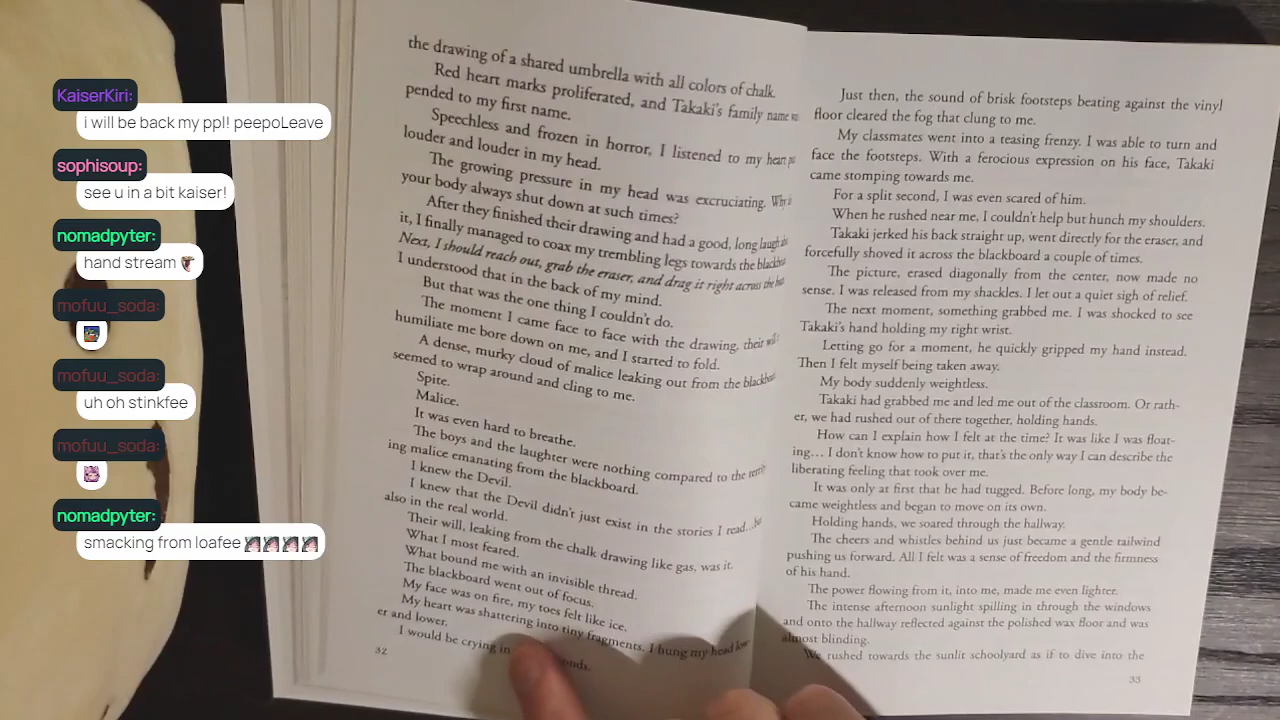 KaiserKiri:
i will be back my ppl! peepoLeave
sophisoup:
see u in a bit kaiser!
nomadpyter:
hand stream
mofuu_soda:
mofuu_soda:
uh oh stinkfee
mofuu_soda:
nomadpyter:
smacking from loafee
the drawing of a shared umbrella with all colors of chalk.
Red heart marks proliferated, and Takaki's family name
pended to my first name.
Speechless and frozen in horror, I listened to my heart
louder and louder in my head.
The growing pressure in my head was excruciating. Why
your body always shut down at such times?
After they finished their drawing and had a good, long laugh
it, I finally managed to coax my trembling legs towards the
Next, I should reach out, grab the eraser, and drag it right across the
I understood that in the back of my mind.
But that was the one thing I couldn't do.
The moment I came face to face with the drawing, their
humiliate me bore down on me, and I started to fold.
A dense, murky cloud of malice leaking out from the
seemed to wrap around and cling to me.
Spite.
Malice.
It was even hard to breathe.
The boys and the laughter were nothing compared to the
ing malice emanating from the blackboard.
I knew the Devil.
I knew that the Devil didn't just exist in the stories I read...
also in the real world.
Their will, leaking from the chalk drawing like gas, was it.
What I most feared.
What bound me with an invisible thread.
The blackboard went out of focus.
My face was on fire, my toes felt like ice.
My heart was shattering into tiny fragments. I hung my head
er and lower.
I would be crying in
32
Just then, the sound of brisk footsteps beating against the vinyl
floor cleared the fog that clung to me.
My classmates went into a teasing frenzy. I was able to turn and
face the footsteps. With a ferocious expression on his face, Takaki
came stomping towards me.
For a split second, I was even scared of him.
When he rushed near me, I couldn't help but hunch my shoulders.
Takaki jerked his back straight up, went directly for the eraser, and
forcefully shoved it across the blackboard a couple of times.
The picture, erased diagonally from the center, now made no
sense. I was released from my shackles. I let out a quiet sigh of relief.
The next moment, something grabbed me. I was shocked to see
Takaki's hand holding my right wrist.
Letting go for a moment, he quickly gripped my hand instead.
Then I felt myself being taken away.
My body suddenly weightless.
Takaki had grabbed me and led me out of the classroom. Or rath-
er, we had rushed out of there together, holding hands.
How can I explain how I felt at the time? It was like I was float-
ing... I don't know how to put it, that's the only way I can describe the
liberating feeling that took over me.
It was only at first that he had tugged. Before long, my body be-
came weightless and began to move on its own.
Holding hands, we soared through the hallway.
The cheers and whistles behind us just became a gentle tailwind
pushing us forward. All I felt was a sense of freedom and the firmness
of his hand.
The power flowing from it, into me, made me even lighter.
The intense afternoon sunlight spilling in through the windows
and onto the hallway reflected against the polished wax floor and was
almost blinding.
We rushed towards the sunlit schoolyard as if to dive into the
33